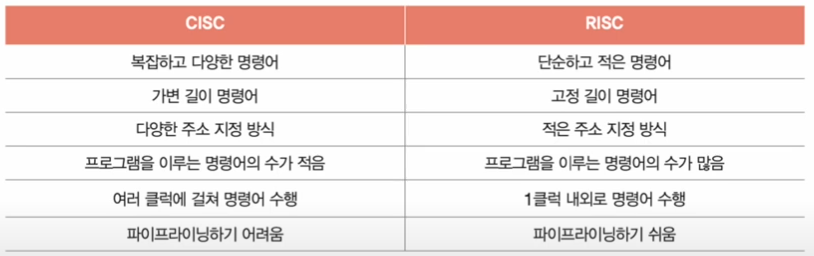 CISC RISC
복잡하고 다양한 명령어 단순하고 적은 명령어
가변 길이 명령어 고정 길이 명령어
다양한 주소 지정 방식 적은 주소 지정 방식
프로그램을 이루는 명령어의 수가 적음 프로그램을 이루는 명령어의 수가 많음
여러 클럭에 걸쳐 명령어 수행 1클럭 내외로 명령어 수행
파이프라이닝하기 어려움 파이프라이닝하기 쉬움